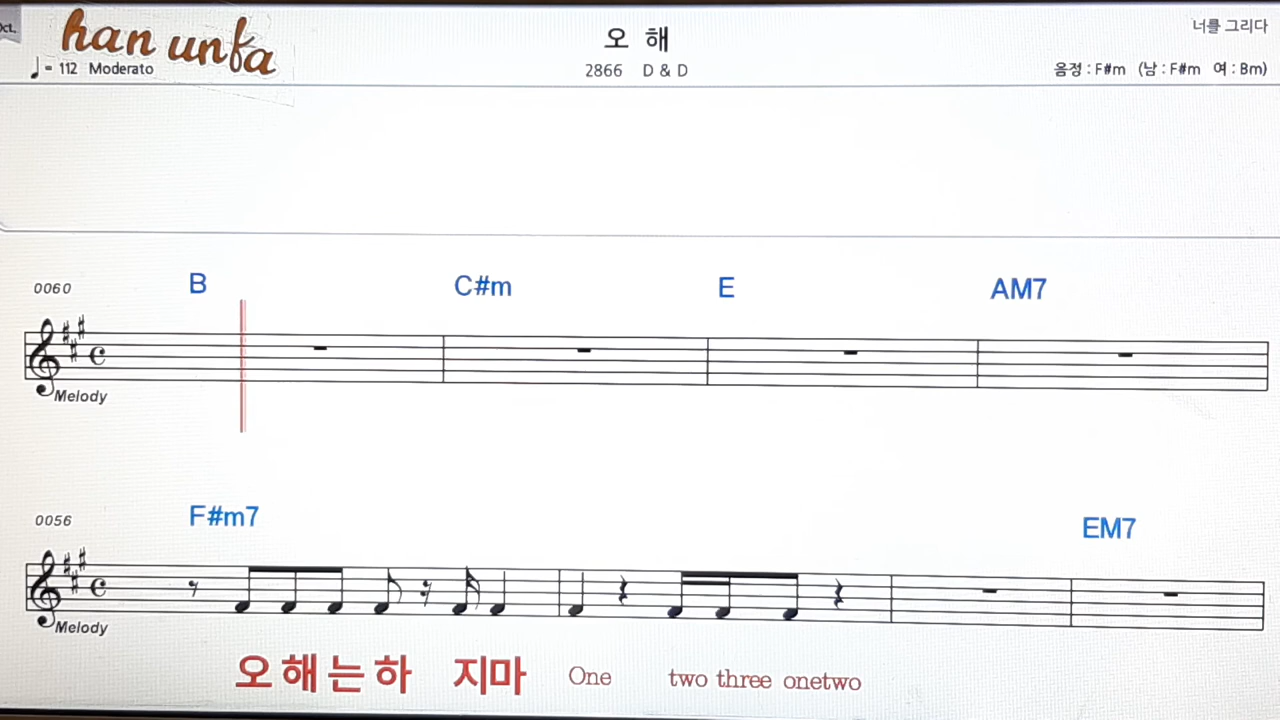 Oct.
han unfa
오 해
너를 그리다
♩= 112 Moderato
2866 D & D
음정 : F#m (남 : F#m 여 : Bm)
0060 B C#m E AM7
Melody
0056 F#m7 EM7
Melody
오해는하 지마 One two three onetwo